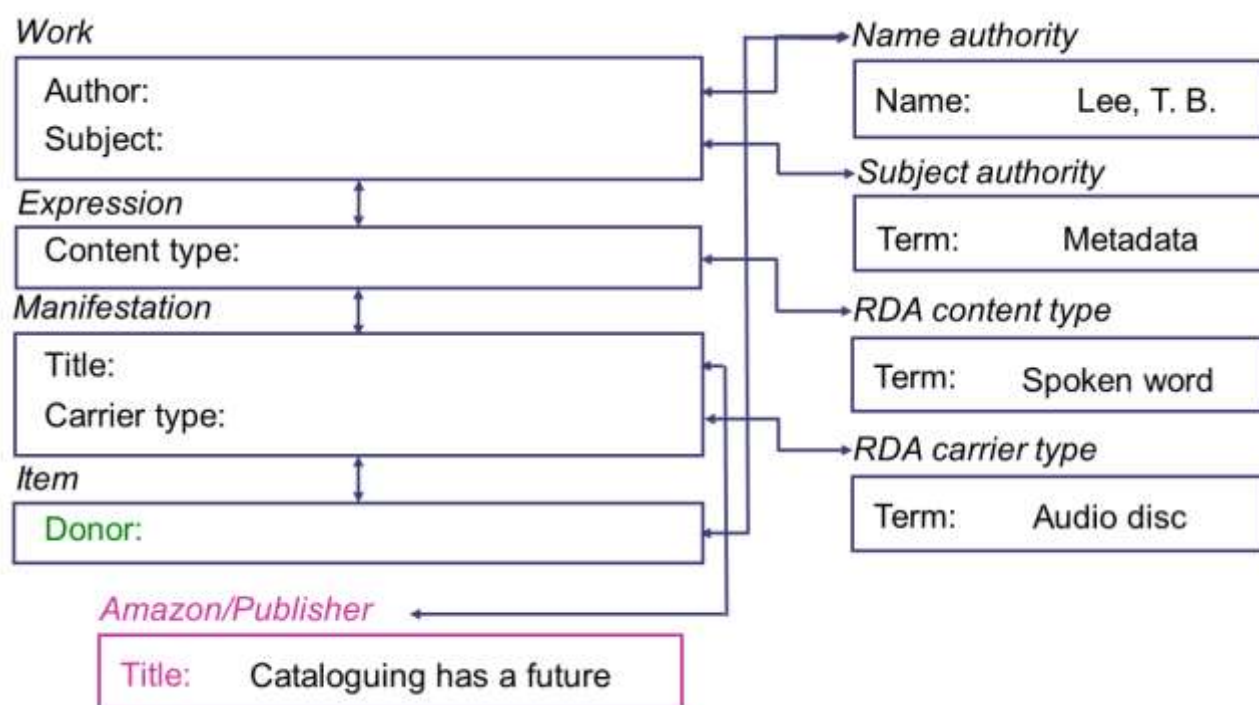 Work
Author:
Subject:
Expression
Content type:
Manifestation
Title:
Carrier type:
Item
Donor:
Amazon/Publisher
Title: Cataloguing has a future
Name authority
Name: Lee, T. B.
Subject authority
Term: Metadata
RDA content type
Term: Spoken word
RDA carrier type
Term: Audio disc